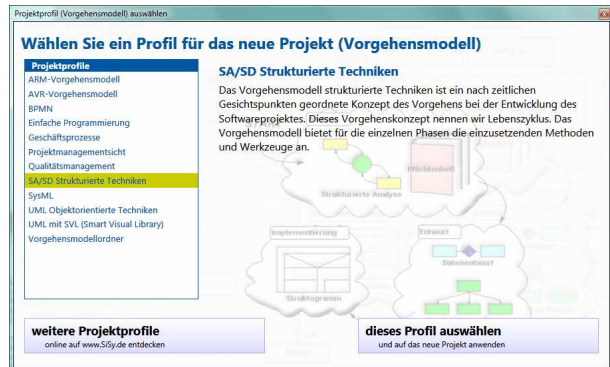 Projektprofil (Vorgehensmodell) auswählen
Wählen Sie ein Profil für das neue Projekt (Vorgehensmodell)
Projektprofile
ARM-Vorgehensmodell
AVR-Vorgehensmodell
BPMN
Einfache Programmierung
Geschäftsprozesse
Projektmanagementsicht
Qualitätsmanagement
SA/SD Strukturierte Techniken
SysML
UML Objektorientierte Techniken
UML mit SVL (Smart Visual Library)
Vorgehensmodellordner
SA/SD Strukturierte Techniken
Das Vorgehensmodell strukturierte Techniken ist ein nach zeitlichen
Gesichtspunkten geordnete Konzept des Vorgehens bei der Entwicklung des
Softwareprojektes. Dieses Vorgehenskonzept nennen wir Lebenszyklus. Das
Vorgehensmodell bietet für die einzelnen Phasen die einzusetzenden Methoden
und Werkzeuge an.
Pflichtenheft
Strukturierte Analyse
Implementierung
Entwurf
Datenentwurf
Struktogramm
weitere Projektprofile
online auf www.SiSy.de entdecken
dieses Profil auswählen
und auf das neue Projekt anwenden